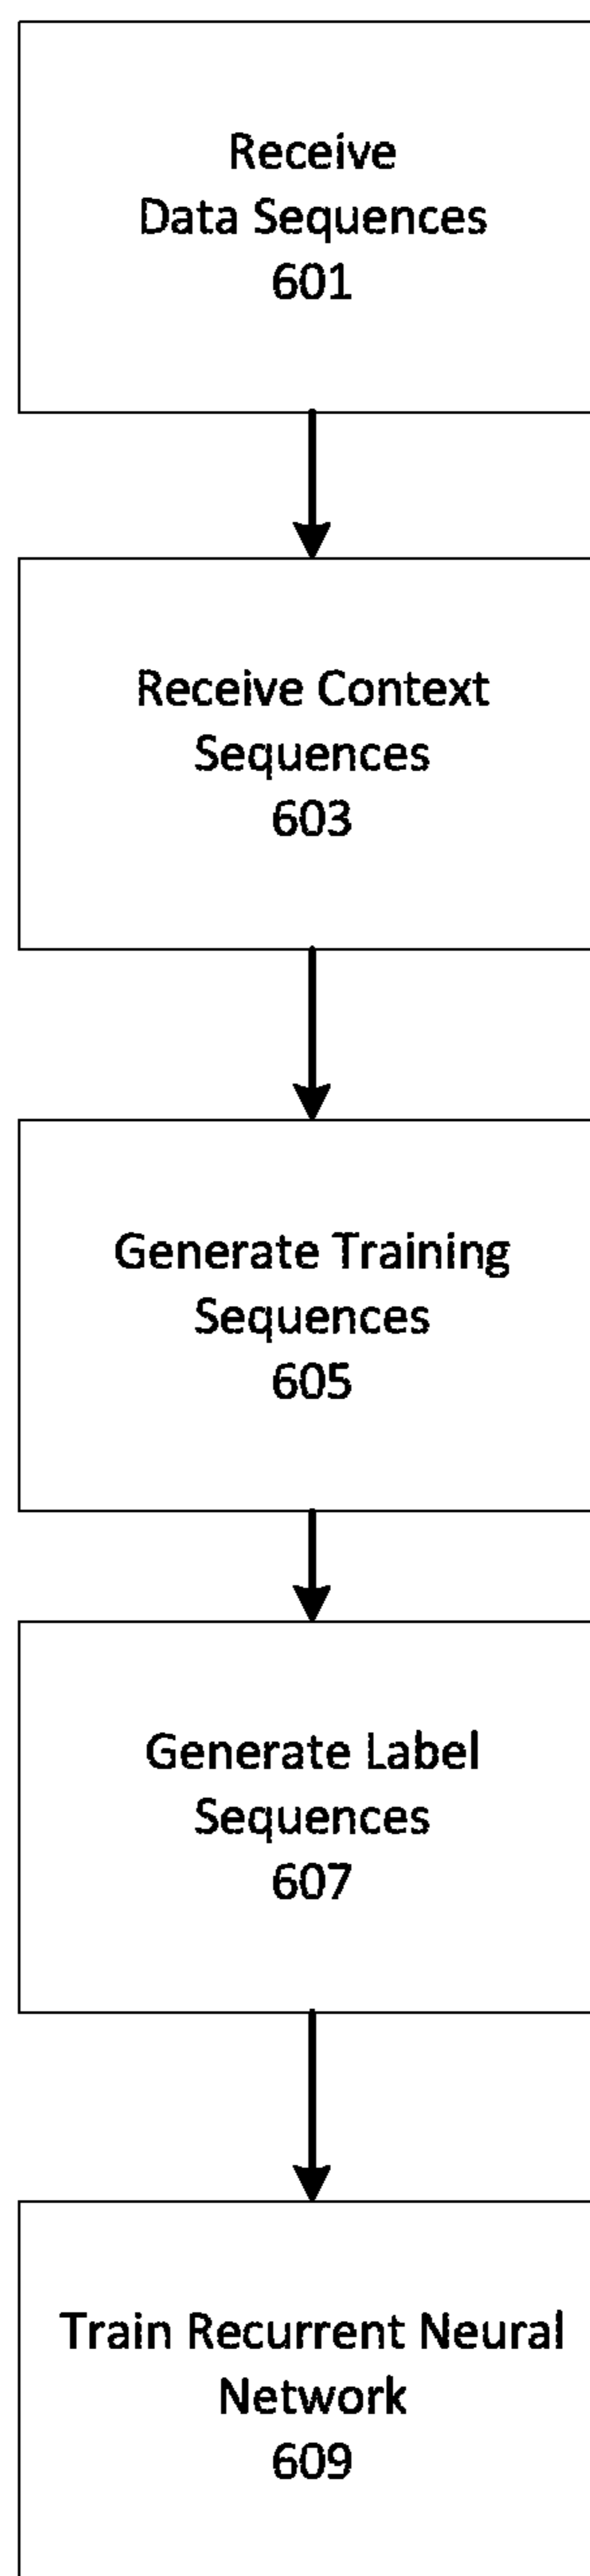 Receive
Data Sequences
601
Receive Context
Sequences
603
Generate Training
Sequences
605
Generate Label
Sequences
607
Train Recurrent Neural
Network
609